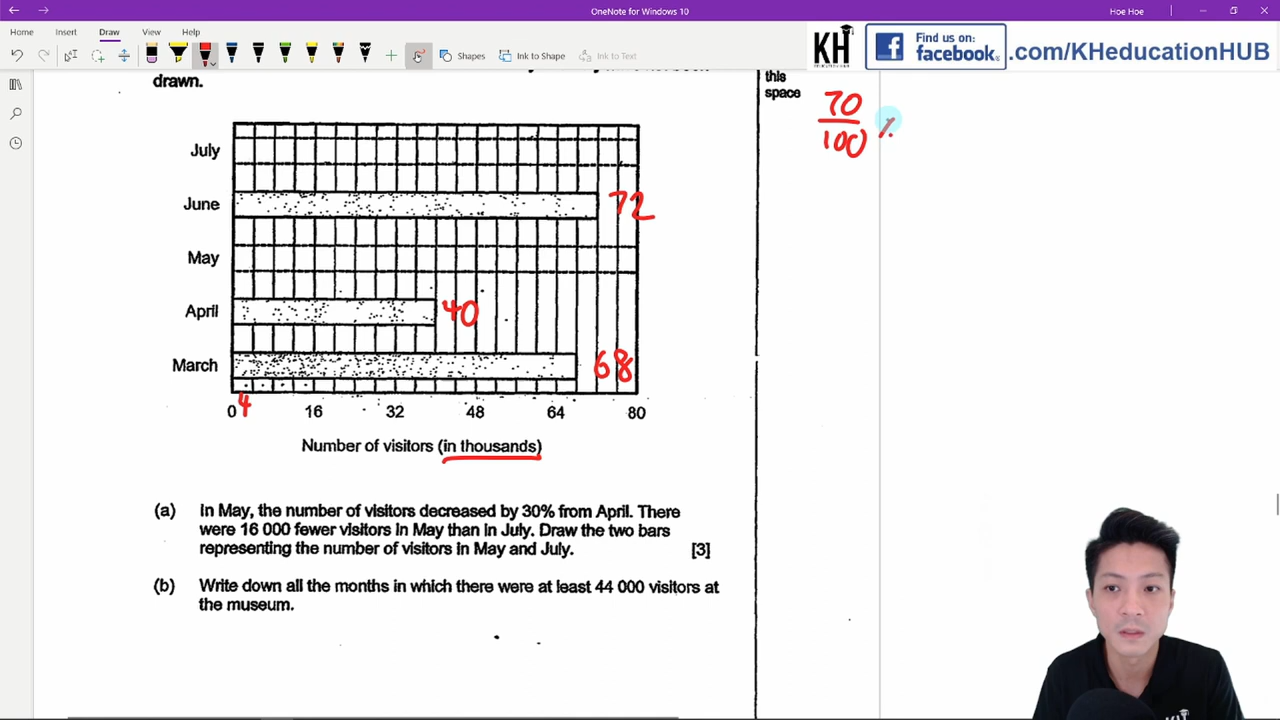 OneNote for Windows 10
Hoe Hoe
Home Insert Draw View Help
Shapes Ink to Shape Ink to Text
KH
Find us on:
facebook® .com/KHeducationHUB
drawn.
this
space
70
100
July
June 72
May
April 40
March 68
0 4 16 32 48 64 80
Number of visitors (in thousands)
(a) In May, the number of visitors decreased by 30% from April. There
were 16 000 fewer visitors in May than in July. Draw the two bars
representing the number of visitors in May and July. [3]
(b) Write down all the months in which there were at least 44 000 visitors at
the museum.
KH